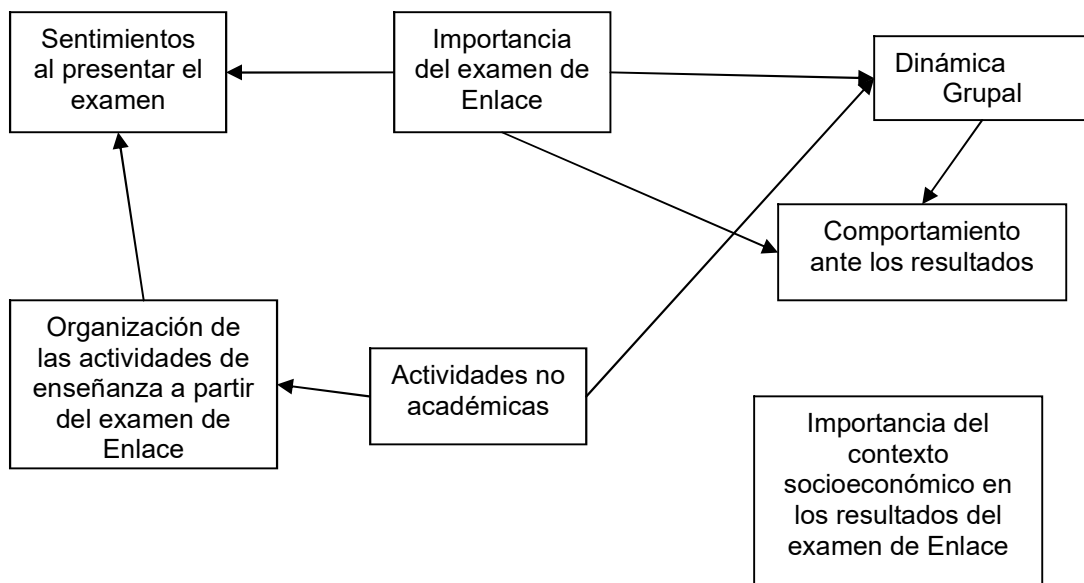 Sentimientos
al presentar el
examen
Importancia
del examen de
Enlace
Dinámica
Grupal
Comportamiento
ante los resultados
Organización de
las actividades de
enseñanza a partir
del examen de
Enlace
Actividades no
académicas
Importancia del
contexto
socioeconómico en
los resultados del
examen de Enlace